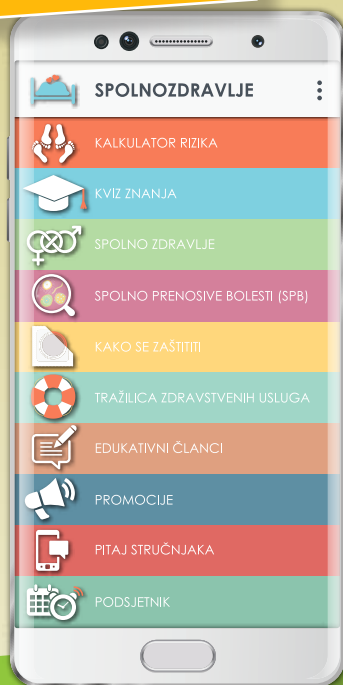 SPOLNOZDRAVLJE
KALKULATOR RIZIKA
KVIZ ZNANJA
SPOLNO ZDRAVLJE
SPOLNO PRENOSIVE BOLESTI (SPB)
KAKO SE ZAŠTITITI
TRAŽILICA ZDRAVSTVENIH USLUGA
EDUKATIVNI ČLANCI
PROMOCIJE
PITAJ STRUČNJAKA
PODSJETNIK